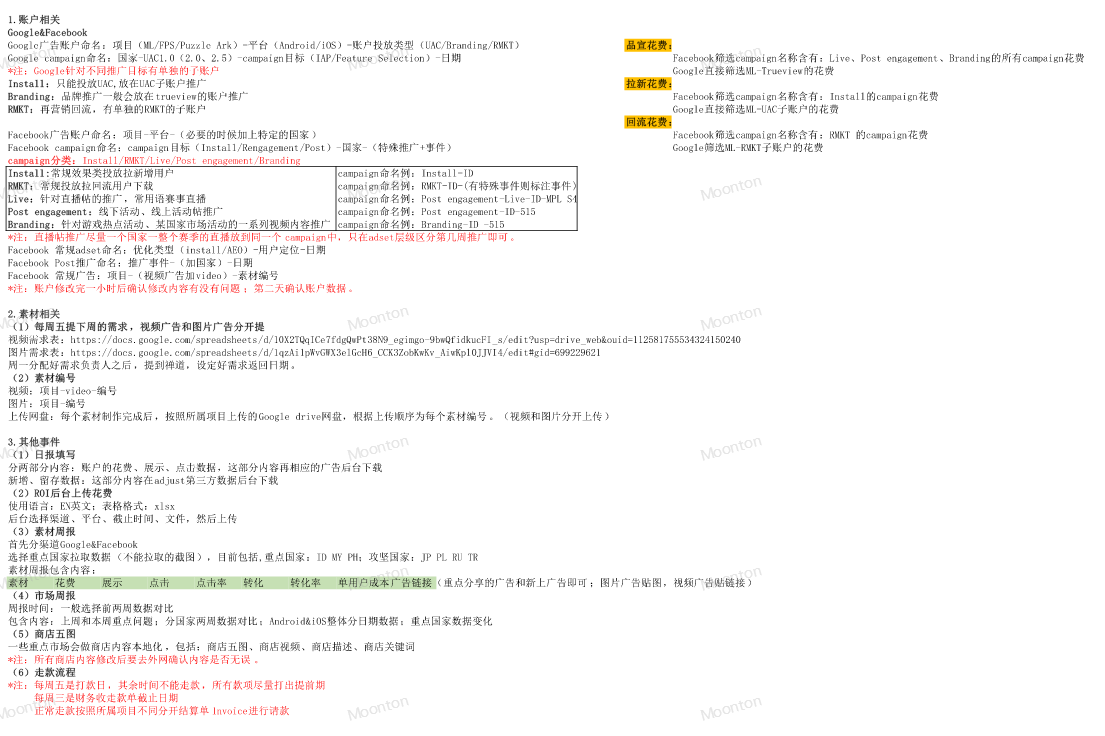 1.账户相关
Google&Facebook
Google广告账户命名：项目（ML/FPS/Puzzle Ark）-平台（Android/iOS）-账户投放类型（UAC/Branding/RMKT）
Google campaign命名：国家-UAC1.0（2.0、2.5）-campaign目标（IAP/Feature Selection）-日期
*注：Google针对不同推广目标有单独的子账户
Install：只能投放UAC,放在UAC子账户推广
Branding：品牌推广一般会放在trueview的账户推广
RMKT：再营销回流，有单独的RMKT的子账户
Facebook广告账户命名：项目-平台-（必要的时候加上特定的国家）
Facebook campaign命名：campaign目标（Install/Rengagement/Post）-国家-（特殊推广+事件）
campaign分类：Install/RMKT/Live/Post engagement/Branding
Install:常规效果类投放拉新增用户 campaign命名例：Install-ID
RMKT：常规投放拉回流用户下载 campaign命名例：RMKT-ID-(有特殊事件则标注事件)
Live：针对直播帖的推广，常用语赛事直播 campaign命名例：Post engagement-Live-ID-MPL S4
Post engagement：线下活动、线上活动帖推广 campaign命名例：Post engagement-ID-515
Branding：针对游戏热点活动、某国家市场活动的一系列视频内容推广 campaign命名例：Branding-ID -515
*注：直播帖推广尽量一个国家一整个赛季的直播放到同一个 campaign中，只在adset层级区分第几周推广即可。
Facebook 常规adset命名：优化类型（install/AEO）-用户定位-日期
Facebook Post推广命名：推广事件-（加国家）-日期
Facebook 常规广告：项目-（视频广告加video）-素材编号
*注：账户修改完一小时后确认修改内容有没有问题；第二天确认账户数据。
品宣花费：
Facebook筛选campaign名称含有：Live、Post engagement、Branding的所有campaign花费
Google直接筛选ML-Trueview的花费
拉新花费：
Facebook筛选campaign名称含有：Install的campaign花费
Google直接筛选ML-UAC子账户的花费
回流花费：
Facebook筛选campaign名称含有：RMKT 的campaign花费
Google筛选ML-RMKT子账户的花费
2.素材相关
（1）每周五提下周的需求，视频广告和图片广告分开提
视频需求表：https://docs.google.com/spreadsheets/d/1OX2TQqICe7fdgQwPt38N9_egimgo-9bwQfidkucFI_s/edit?usp=drive_web&ouid=112581755534324150240
图片需求表：https://docs.google.com/spreadsheets/d/1qzAi1pWvGWX3eIGcH6_CCK3ZobKwKv_AiwKp1OJJVI4/edit#gid=699229621
周一分配好需求负责人之后，提到禅道，设定好需求返回日期。
（2）素材编号
视频：项目-video-编号
图片：项目-编号
上传网盘：每个素材制作完成后，按照所属项目上传的Google drive网盘，根据上传顺序为每个素材编号。（视频和图片分开上传）
3.其他事件
（1）日报填写
分两部分内容：账户的花费、展示、点击数据，这部分内容再相应的广告后台下载
新增、留存数据：这部分内容在adjust第三方数据后台下载
（2）ROI后台上传花费
使用语言：EN英文；表格格式：xlsx
后台选择渠道、平台、截止时间、文件，然后上传
（3）素材周报
首先分渠道Google&Facebook
选择重点国家拉取数据（不能拉取的截图），目前包括,重点国家：ID MY PH；攻坚国家：JP PL RU TR
素材周报包含内容：
素材 花费 展示 点击 点击率 转化 转化率 单用户成本 广告链接（重点分享的广告和新上广告即可；图片广告贴图，视频广告贴链接）
（4）市场周报
周报时间：一般选择前两周数据对比
包含内容：上周和本周重点问题；分国家两周数据对比；Android&iOS整体分日期数据；重点国家数据变化
（5）商店五图
一些重点市场会做商店内容本地化，包括：商店五图、商店视频、商店描述、商店关键词
*注：所有商店内容修改后要去外网确认内容是否无误。
（6）走款流程
*注：每周五是打款日，其余时间不能走款，所有款项尽量打出提前期
每周三是财务收走款单截止日期
正常走款按照所属项目不同分开结算单 Invoice进行请款
Moonton
Moonton
Moonton
Moonton
Moonton
Moonton
Moonton
Moonton
Moonton
Moonton
Moonton
Moonton